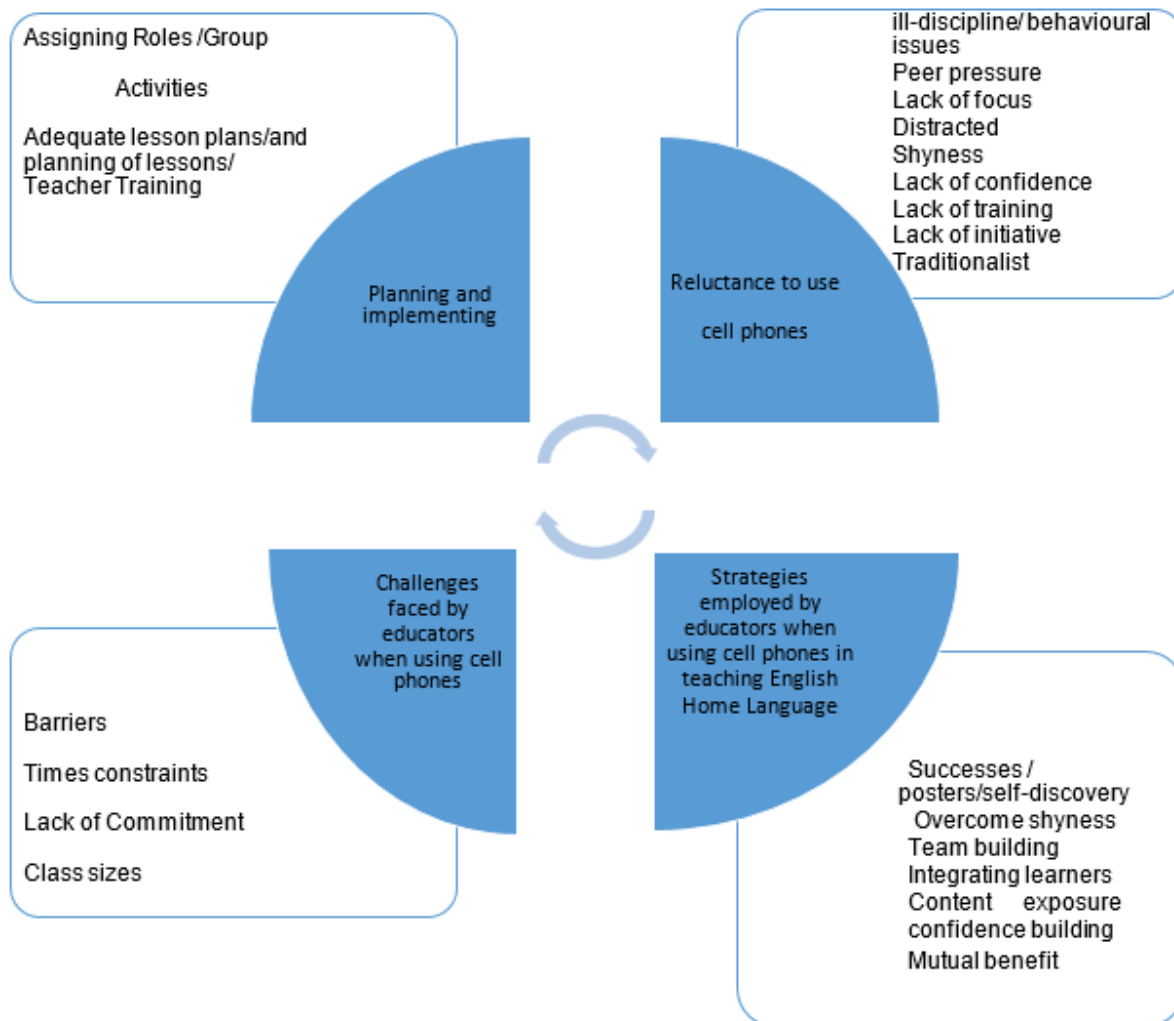 Assigning Roles /Group
Activities
Adequate lesson plans/and
planning of lessons/
Teacher Training
Planning and
implementing
ill-discipline/ behavioural
issues
Peer pressure
Lack of focus
Distracted
Shyness
Lack of confidence
Lack of training
Lack of initiative
Traditionalist
Reluctance to use
cell phones
Challenges
faced by
educators
when using cell
phones
Barriers
Times constraints
Lack of Commitment
Class sizes
Strategies
employed by
educators when
using cell phones in
teaching English
Home Language
Successes /
posters/self-discovery
Overcome shyness
Team building
Integrating learners
Content exposure
confidence building
Mutual benefit